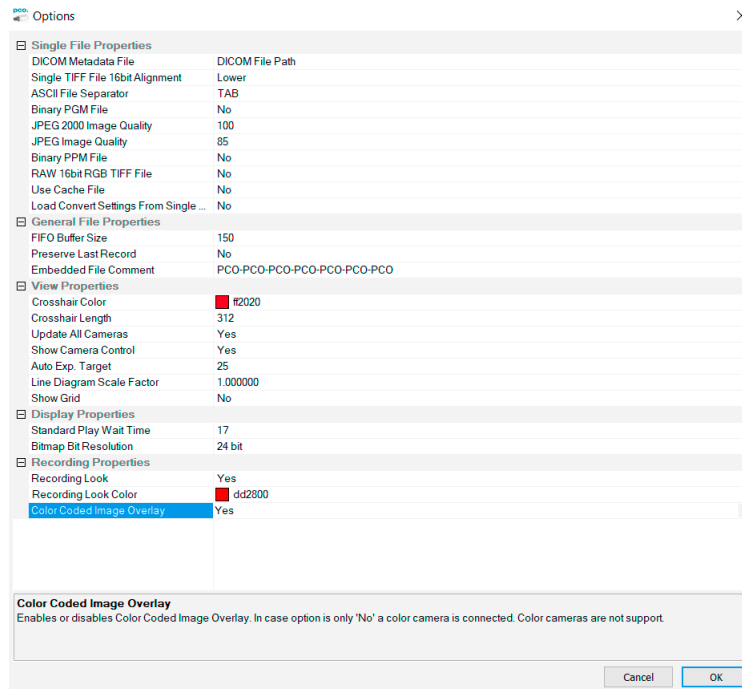 pco.
Options
Single File Properties
DICOM Metadata File DICOM File Path
Single TIFF File 16bit Alignment Lower
ASCII File Separator TAB
Binary PGM File No
JPEG 2000 Image Quality 100
JPEG Image Quality 85
Binary PPM File No
RAW 16bit RGB TIFF File No
Use Cache File No
Load Convert Settings From Single ... No
General File Properties
FIFO Buffer Size 150
Preserve Last Record No
Embedded File Comment PCO-PCO-PCO-PCO-PCO-PCO-PCO
View Properties
Crosshair Color ff2020
Crosshair Length 312
Update All Cameras Yes
Show Camera Control Yes
Auto Exp. Target 25
Line Diagram Scale Factor 1.000000
Show Grid No
Display Properties
Standard Play Wait Time 17
Bitmap Bit Resolution 24 bit
Recording Properties
Recording Look Yes
Recording Look Color dd2800
Color Coded Image Overlay Yes
Color Coded Image Overlay
Enables or disables Color Coded Image Overlay. In case option is only 'No' a color camera is connected. Color cameras are not support.
Cancel OK